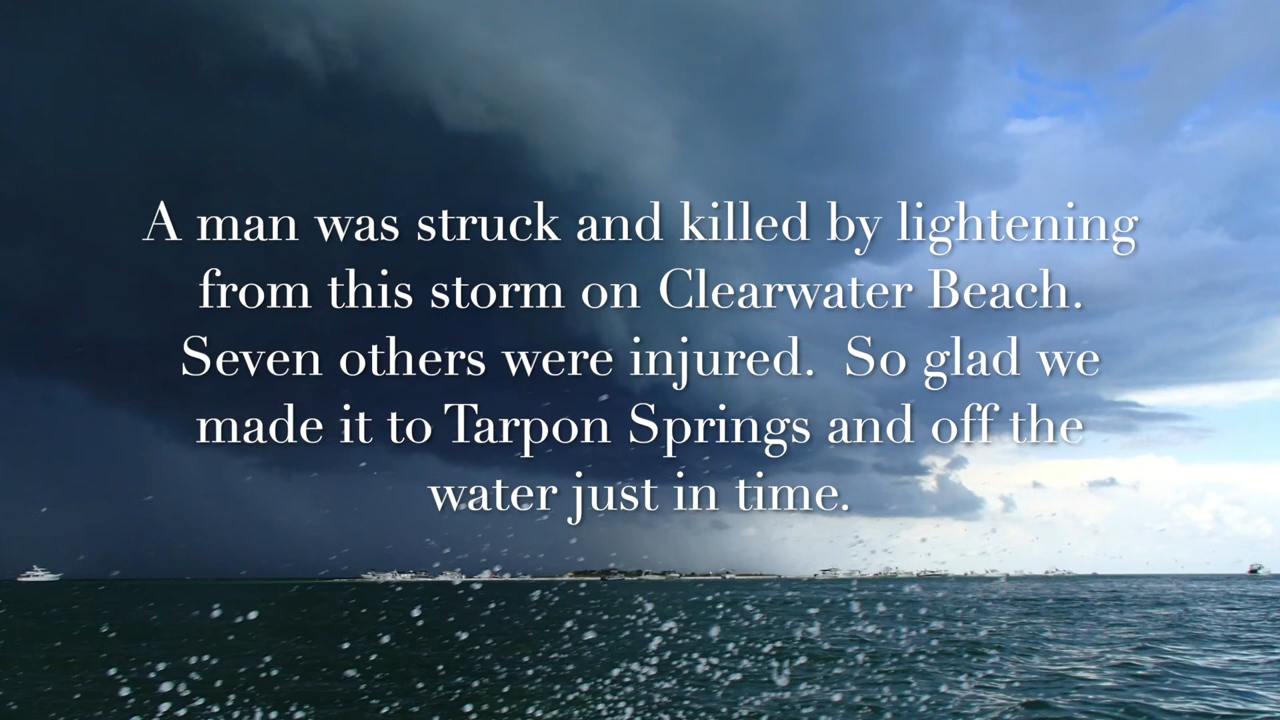 A man was struck and killed by lightening
from this storm on Clearwater Beach.
Seven others were injured.  So glad we
made it to Tarpon Springs and off the
water just in time.